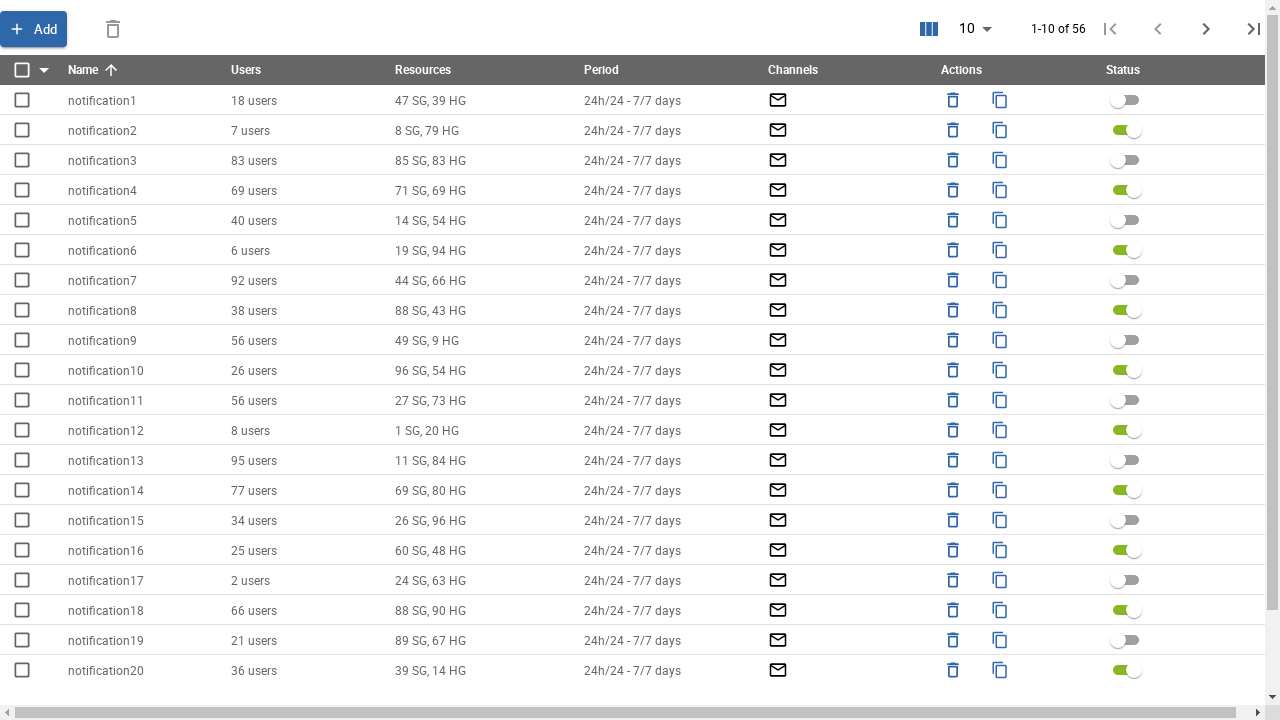 Add 10 1-10 of 56
Name Users Resources Period Channels Actions Status
notification1 18 users 47 SG, 39 HG 24h/24 - 7/7 days
notification2 7 users 8 SG, 79 HG 24h/24 - 7/7 days
notification3 83 users 85 SG, 83 HG 24h/24 - 7/7 days
notification4 69 users 71 SG, 69 HG 24h/24 - 7/7 days
notification5 40 users 14 SG, 54 HG 24h/24 - 7/7 days
notification6 6 users 19 SG, 94 HG 24h/24 - 7/7 days
notification7 92 users 44 SG, 66 HG 24h/24 - 7/7 days
notification8 38 users 88 SG, 43 HG 24h/24 - 7/7 days
notification9 56 users 49 SG, 9 HG 24h/24 - 7/7 days
notification10 26 users 96 SG, 54 HG 24h/24 - 7/7 days
notification11 56 users 27 SG, 73 HG 24h/24 - 7/7 days
notification12 8 users 1 SG, 20 HG 24h/24 - 7/7 days
notification13 95 users 11 SG, 84 HG 24h/24 - 7/7 days
notification14 77 users 69 SG, 80 HG 24h/24 - 7/7 days
notification15 34 users 26 SG, 96 HG 24h/24 - 7/7 days
notification16 25 users 60 SG, 48 HG 24h/24 - 7/7 days
notification17 2 users 24 SG, 63 HG 24h/24 - 7/7 days
notification18 66 users 88 SG, 90 HG 24h/24 - 7/7 days
notification19 21 users 89 SG, 67 HG 24h/24 - 7/7 days
notification20 36 users 39 SG, 14 HG 24h/24 - 7/7 days